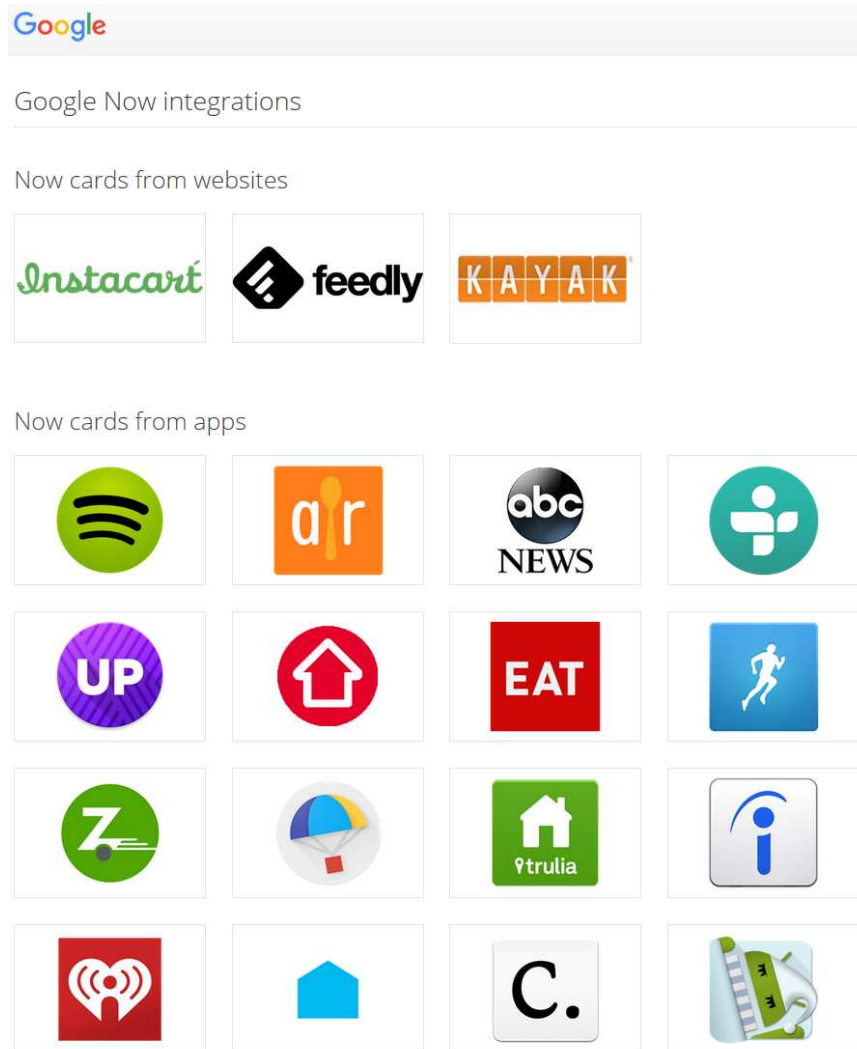 Google
Google Now integrations
Now cards from websites
Instacart feedly KAYAK
Now cards from apps
air abc NEWS
UP EAT
Z trulia i
C.